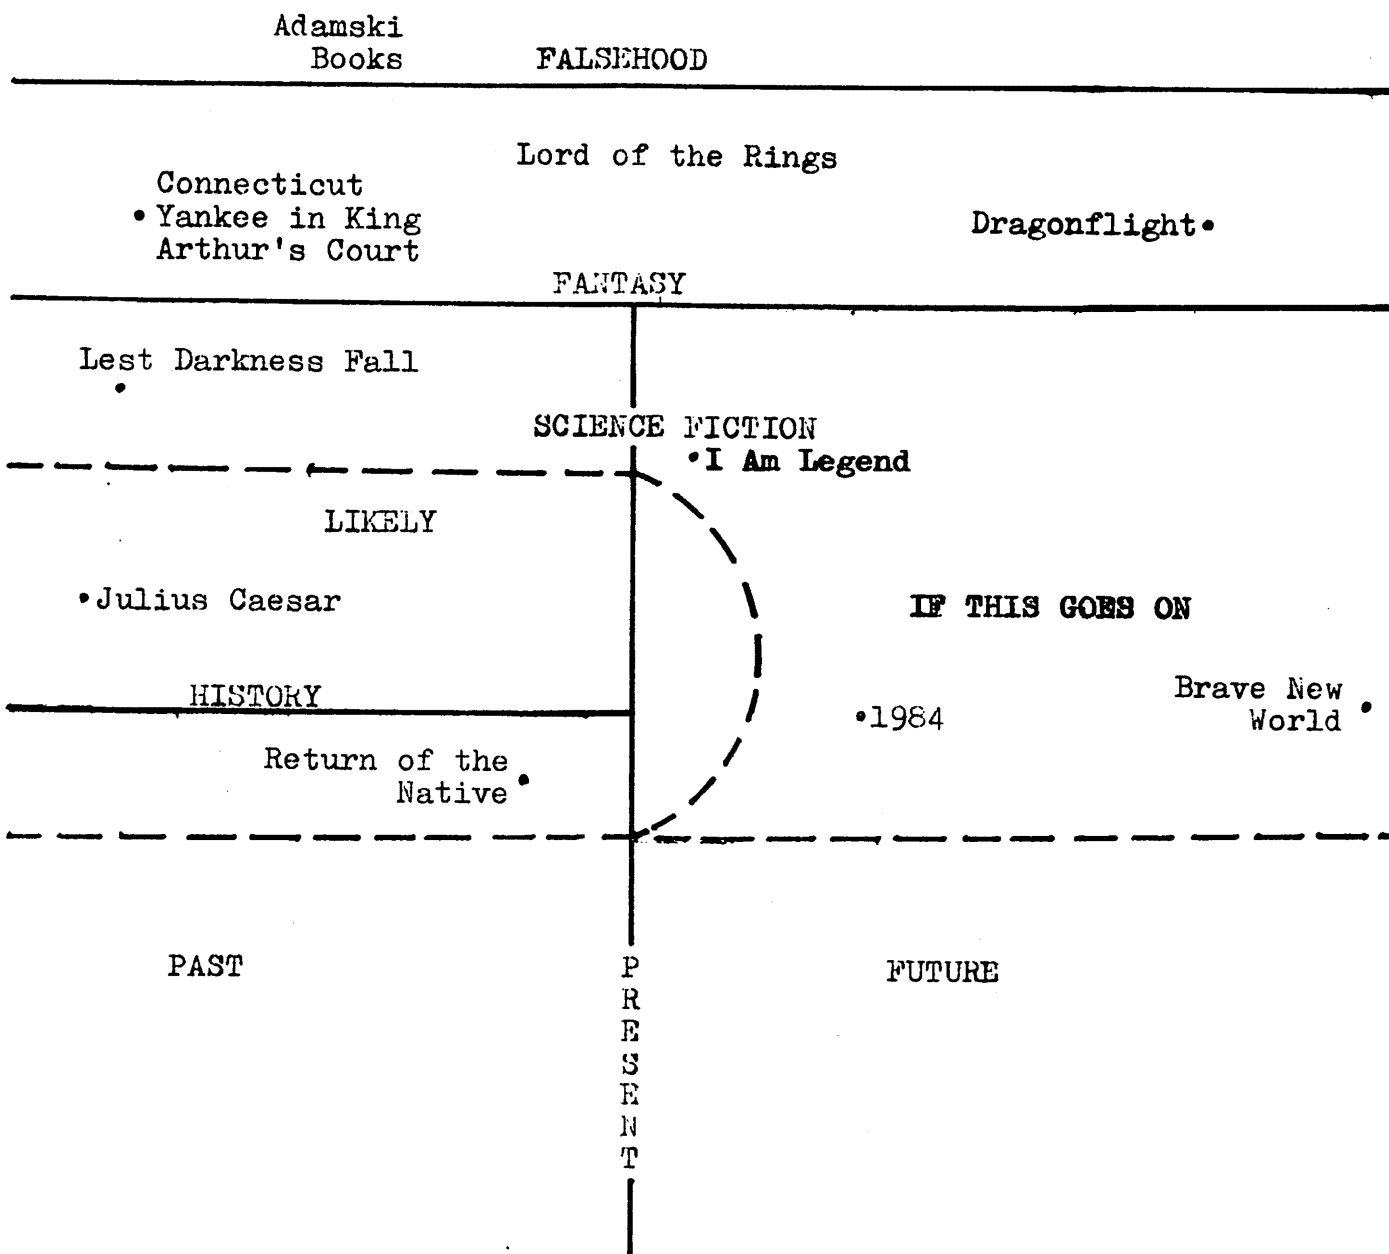 Adamski
Books
FALSEHOOD
Lord of the Rings
Connecticut
Yankee in King
Arthur's Court
Dragonflight
FANTASY
Lest Darkness Fall
SCIENCE FICTION
I Am Legend
LIKELY
Julius Caesar
IF THIS GOES ON
HISTORY
Brave New
World
1984
Return of the
Native
PAST
PRESENT
FUTURE